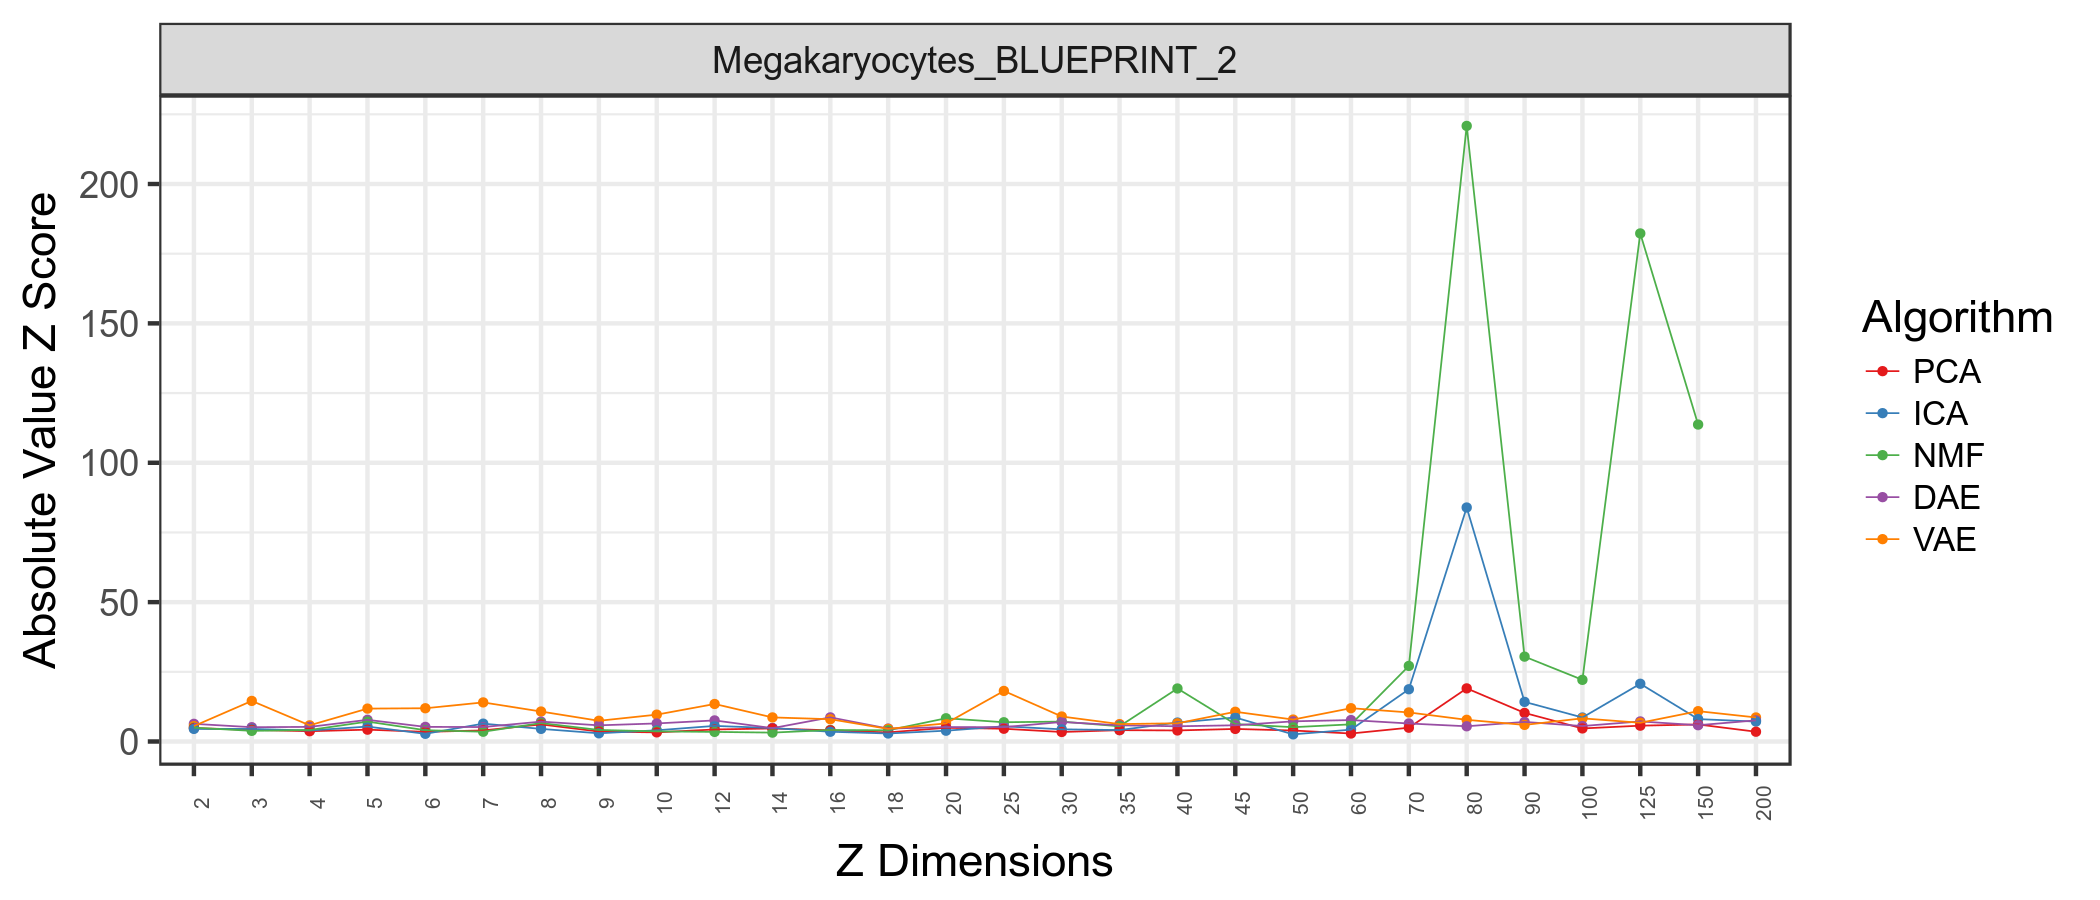 Megakaryocytes_BLUEPRINT_2
Absolute Value Z Score
200
150
100
50
0
2 3 4 5 6 7 8 9 10 12 14 16 18 20 25 30 35 40 45 50 60 70 80 90 100 125 150 200
Z Dimensions
Algorithm
PCA
ICA
NMF
DAE
VAE